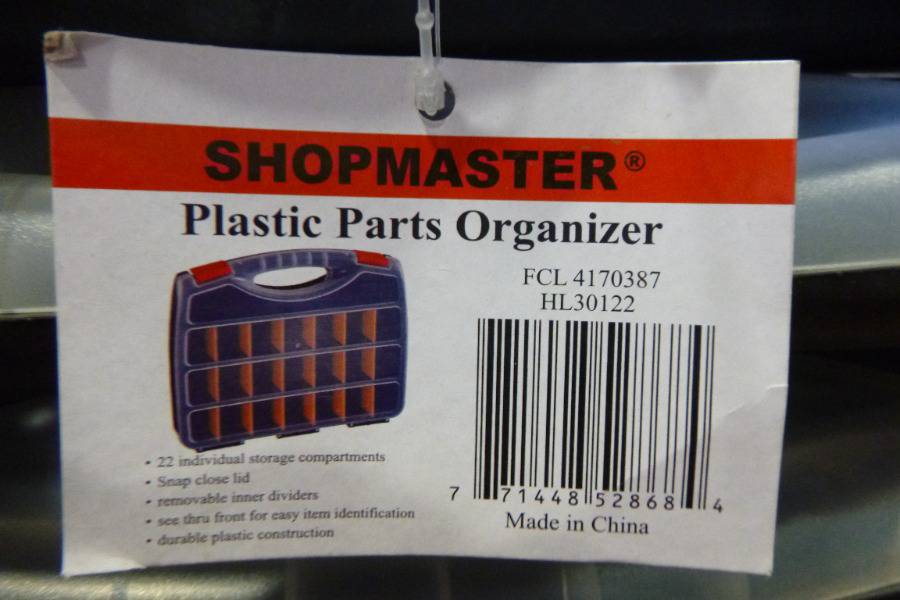 SHOPMASTER®
Plastic Parts Organizer
FCL 4170387
HL30122
• 22 individual storage compartments
• Snap close lid
• removable inner dividers
• see thru front for easy item identification
• durable plastic construction
7 71448 52868 4
Made in China